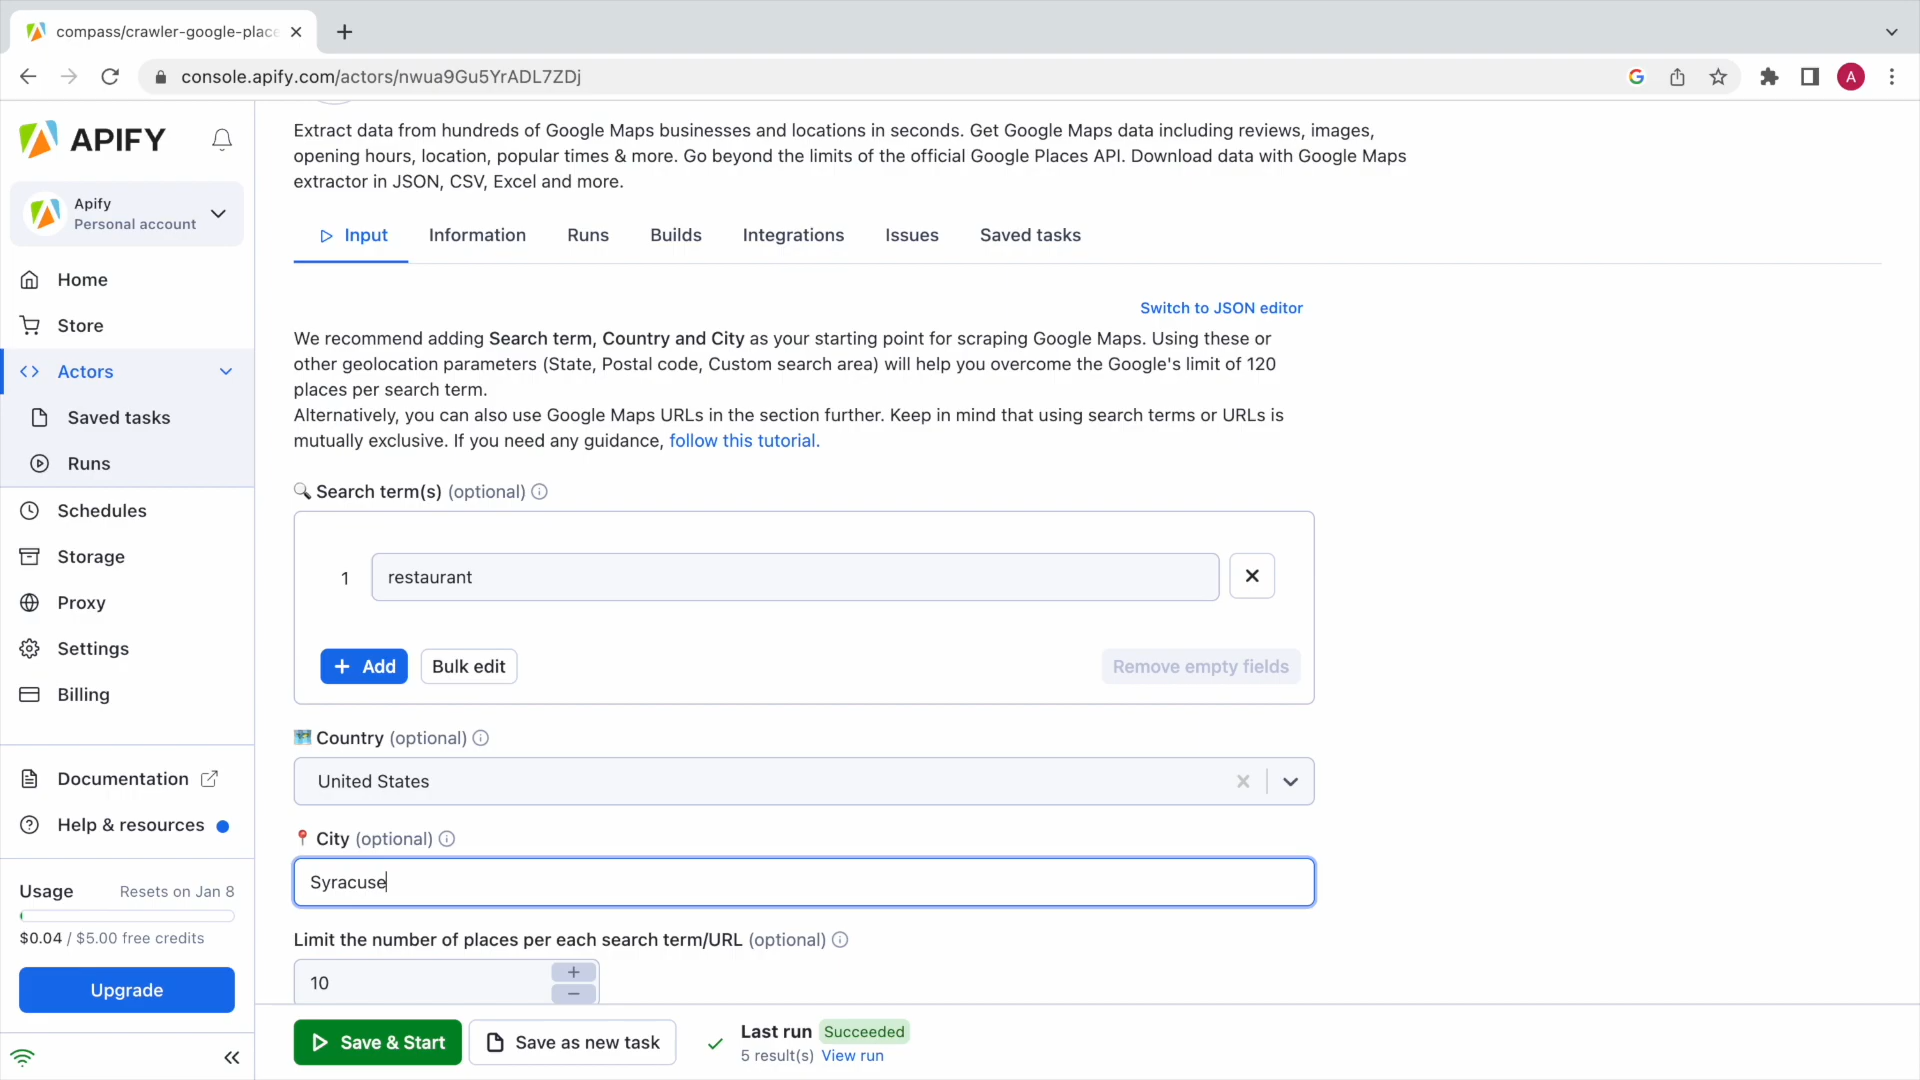 compass/crawler-google-plac
console.apify.com/actors/nwua9Gu5YrADL7ZDj
A
APIFY
Apify
Personal account
Home
Store
Actors
Saved tasks
Runs
Schedules
Storage
Proxy
Settings
Billing
Documentation
Help & resources
Usage Resets on Jan 8
$0.04 / $5.00 free credits
Upgrade
Extract data from hundreds of Google Maps businesses and locations in seconds. Get Google Maps data including reviews, images,
opening hours, location, popular times & more. Go beyond the limits of the official Google Places API. Download data with Google Maps
extractor in JSON, CSV, Excel and more.
Input Information Runs Builds Integrations Issues Saved tasks
Switch to JSON editor
We recommend adding Search term, Country and City as your starting point for scraping Google Maps. Using these or
other geolocation parameters (State, Postal code, Custom search area) will help you overcome the Google's limit of 120
places per search term.
Alternatively, you can also use Google Maps URLs in the section further. Keep in mind that using search terms or URLs is
mutually exclusive. If you need any guidance, follow this tutorial.
Search term(s) (optional)
1 restaurant
+ Add Bulk edit Remove empty fields
Country (optional)
United States
City (optional)
Syracuse
Limit the number of places per each search term/URL (optional)
10
Save & Start Save as new task
Last run Succeeded
5 result(s) View run